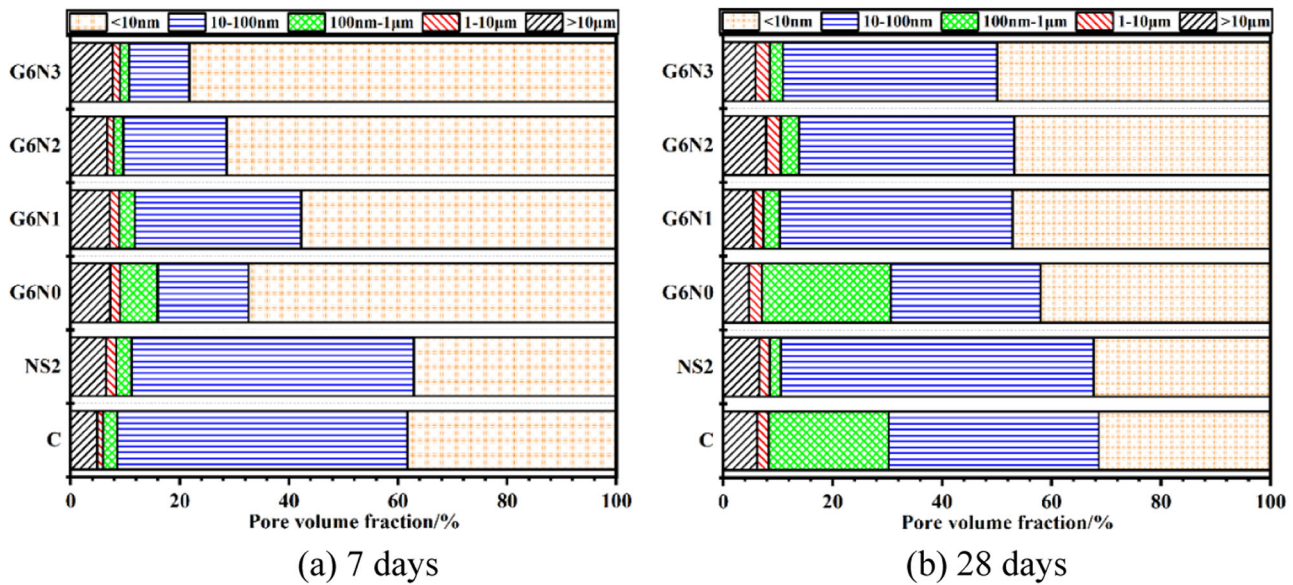 <10nm 10-100nm 100nm-1μm 1-10μm >10μm
G6N3
G6N2
G6N1
G6N0
NS2
C
0 20 40 60 80 100
Pore volume fraction/%
(a) 7 days
<10nm 10-100nm 100nm-1μm 1-10μm >10μm
G6N3
G6N2
G6N1
G6N0
NS2
C
0 20 40 60 80 100
Pore volume fraction/%
(b) 28 days